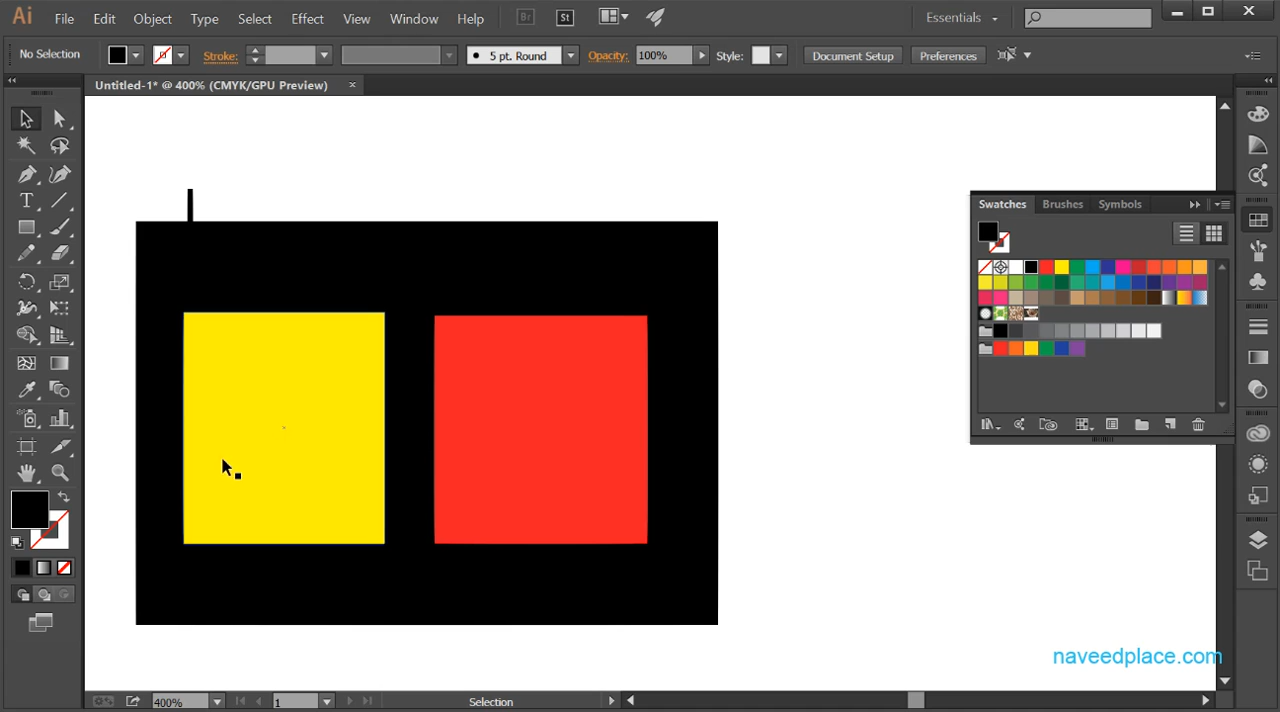 Ai File Edit Object Type Select Effect View Window Help Br St Essentials
No Selection Stroke: 5 pt. Round Opacity: 100% Style: Document Setup Preferences
Untitled-1* @ 400% (CMYK/GPU Preview)
Swatches Brushes Symbols
T
naveedplace.com
400% 1 Selection